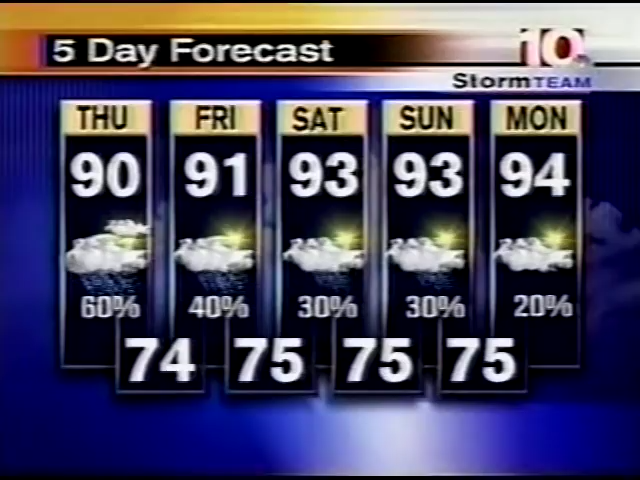 5 Day Forecast
10
StormTEAM
THU FRI SAT SUN MON
90 91 93 93 94
60% 40% 30% 30% 20%
74 75 75 75